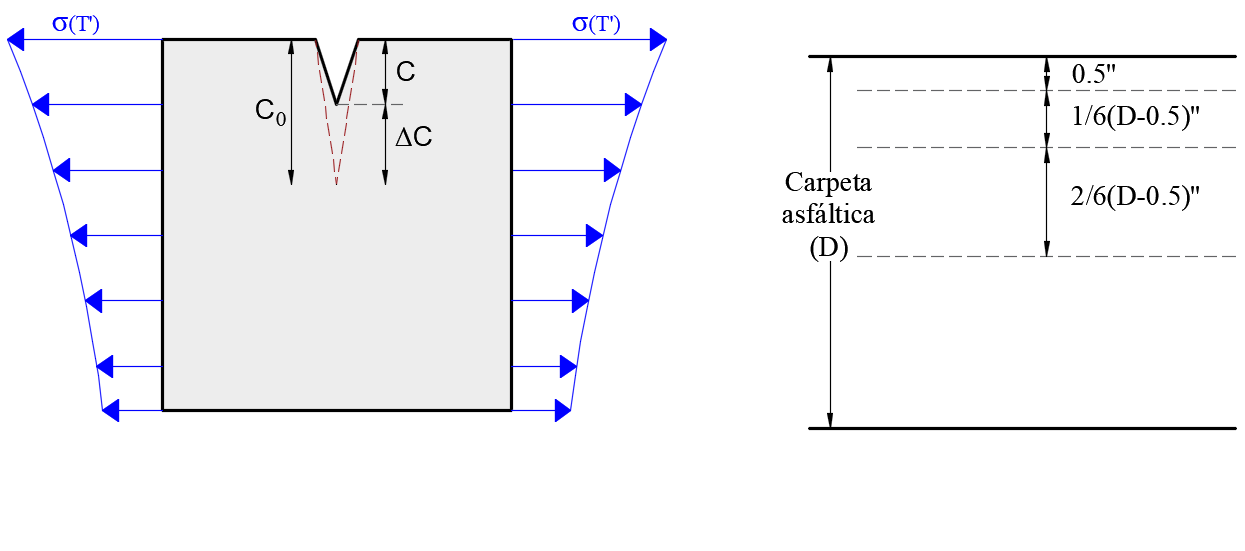 σ(T')
σ(T')
C
C₀
ΔC
0.5"
1/6(D-0.5)"
Carpeta
asfáltica
(D)
2/6(D-0.5)"